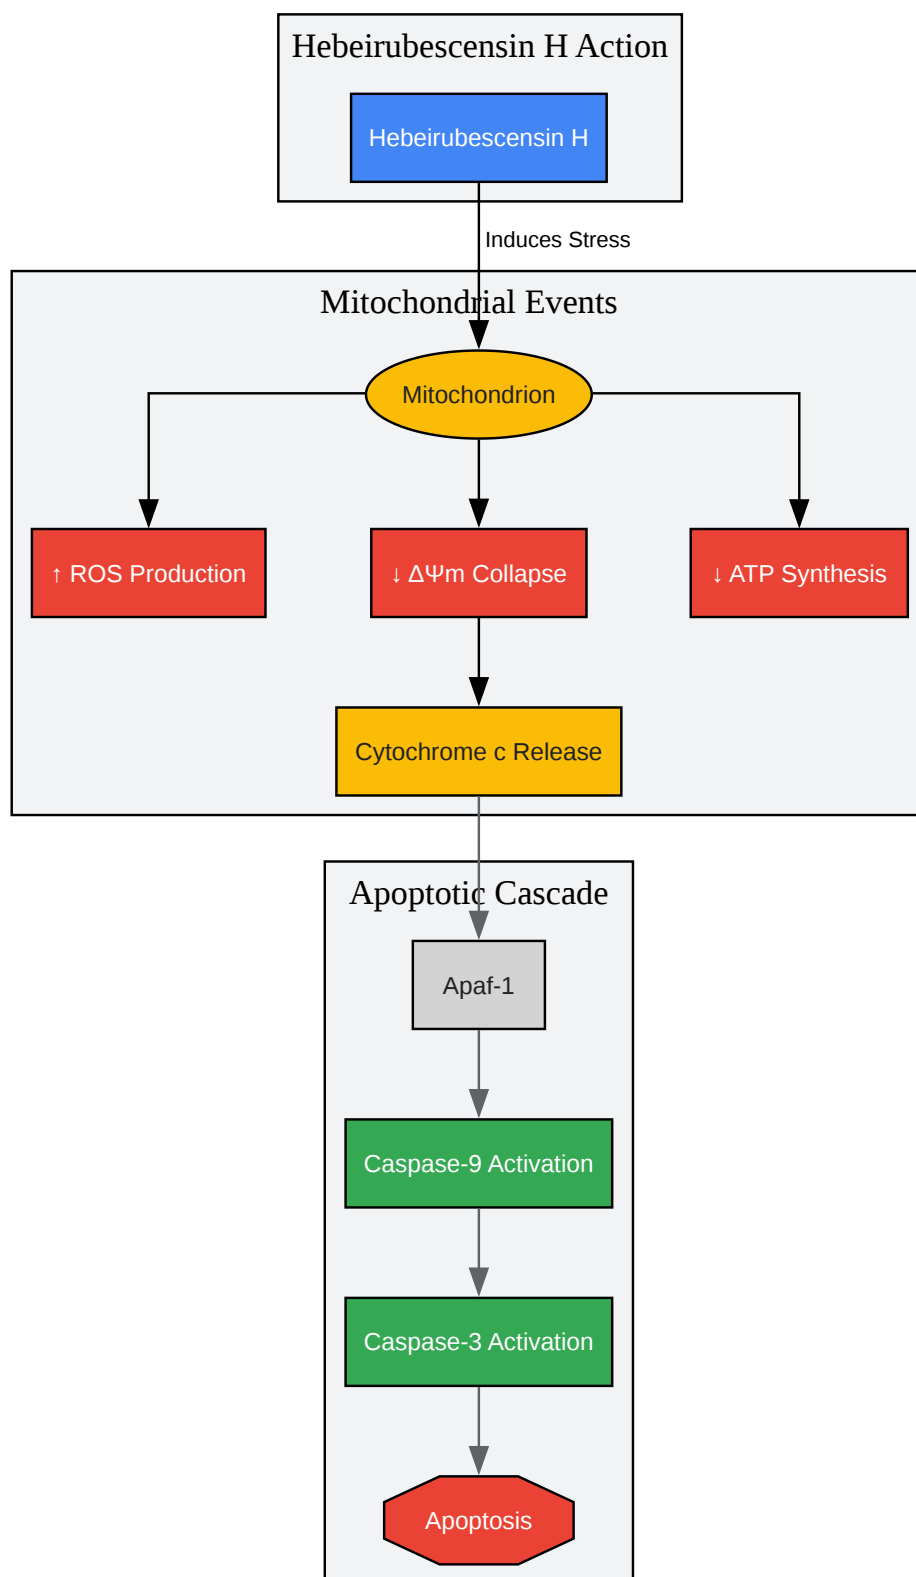 Hebeirubescensin H Action
Hebeirubescensin H
Induces Stress
Mitochondrial Events
Mitochondrion
↑ ROS Production
↓ ΔΨm Collapse
↓ ATP Synthesis
Cytochrome c Release
Apoptotic Cascade
Apaf-1
Caspase-9 Activation
Caspase-3 Activation
Apoptosis